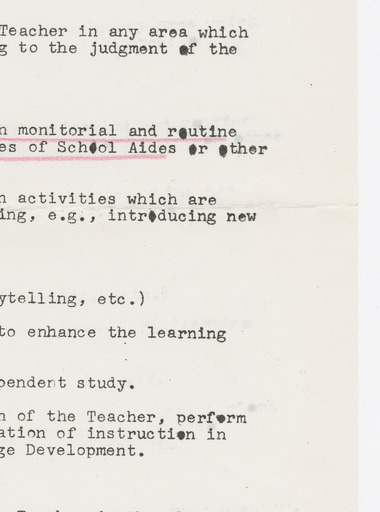 Teacher in any area which
g to the judgment of the
n monitorial and routine
es of School Aides or other
n activities which are
ing, e.g., introducing new
ytelling, etc.)
to enhance the learning
pendent study.
n of the Teacher, perform
ation of instruction in
ge Development.